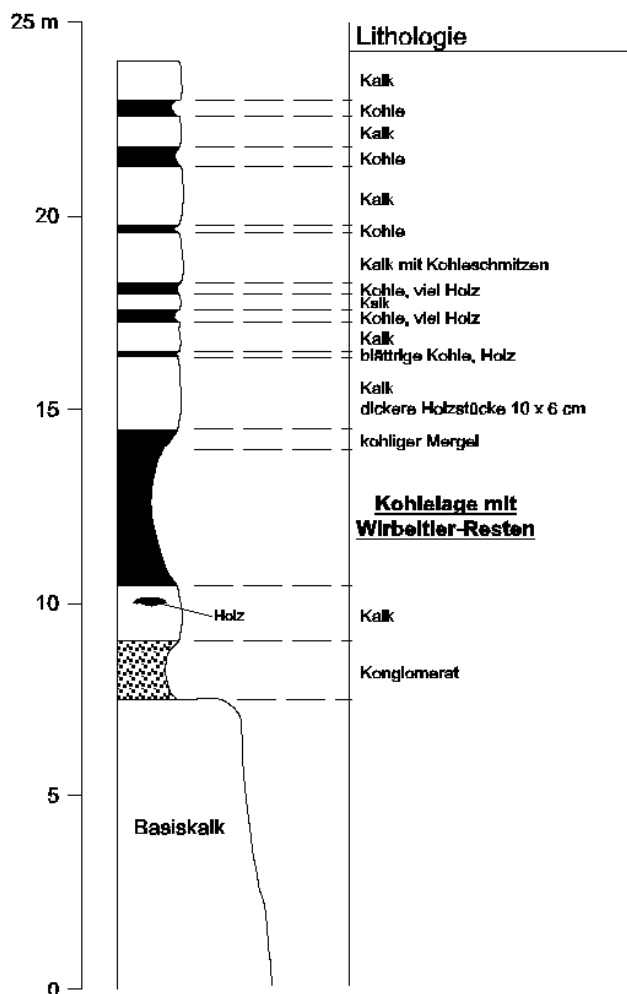 25 m
Lithologie
Kalk
Kohle
Kalk
Kohle
20
Kalk
Kohle
Kalk mit Kohleschmitzen
Kohle, viel Holz
Kalk
Kohle, viel Holz
Kalk
blättrige Kohle, Holz
Kalk
15
dickere Holzstücke 10 x 6 cm
kohliger Mergel
Kohlelage mit
Wirbeltier-Resten
10
Holz
Kalk
Konglomerat
5
Basiskalk
0